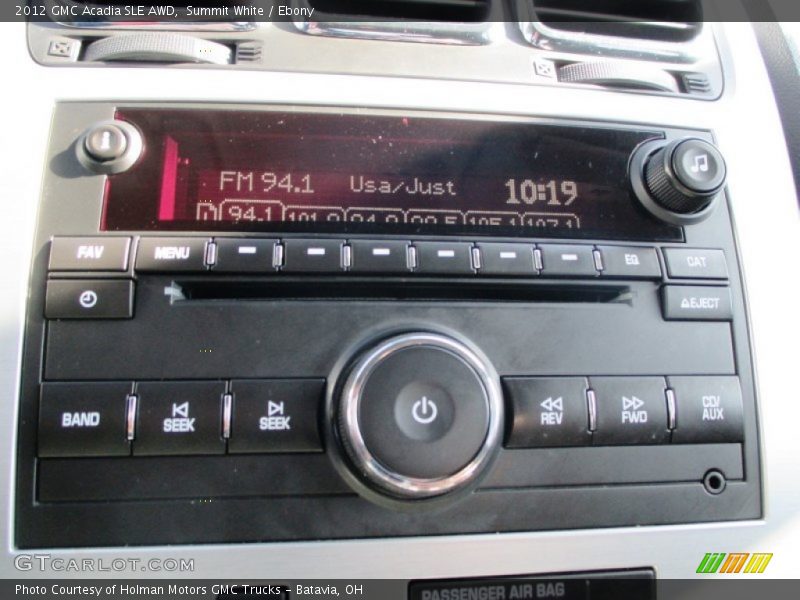 2012 GMC Acadia SLE AWD, Summit White / Ebony
FM 94.1 Usa/Just 10:19
94.1
FAV MENU EQ CAT
EJECT
BAND SEEK SEEK REV FWD CD/
AUX
GTCARLOT.COM
Photo Courtesy of Holman Motors GMC Trucks - Batavia, OH
PASSENGER AIR BAG